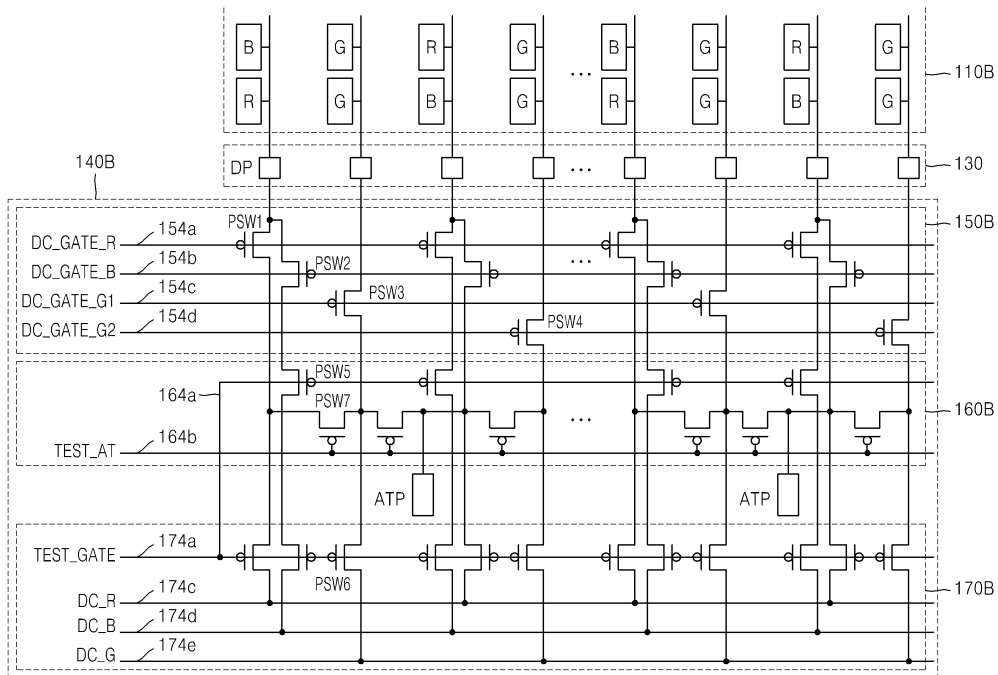 B G R G ... B G R G
110B
R G B G R G B G
DP ... 130
140B
PSW1 150B
DC_GATE_R 154a
DC_GATE_B 154b PSW2 ...
DC_GATE_G1 154c PSW3
DC_GATE_G2 154d PSW4
164a PSW5
PSW7 ... 160B
TEST_AT 164b
ATP ATP
TEST_GATE 174a
PSW6
DC_R 174c 170B
DC_B 174d
DC_G 174e